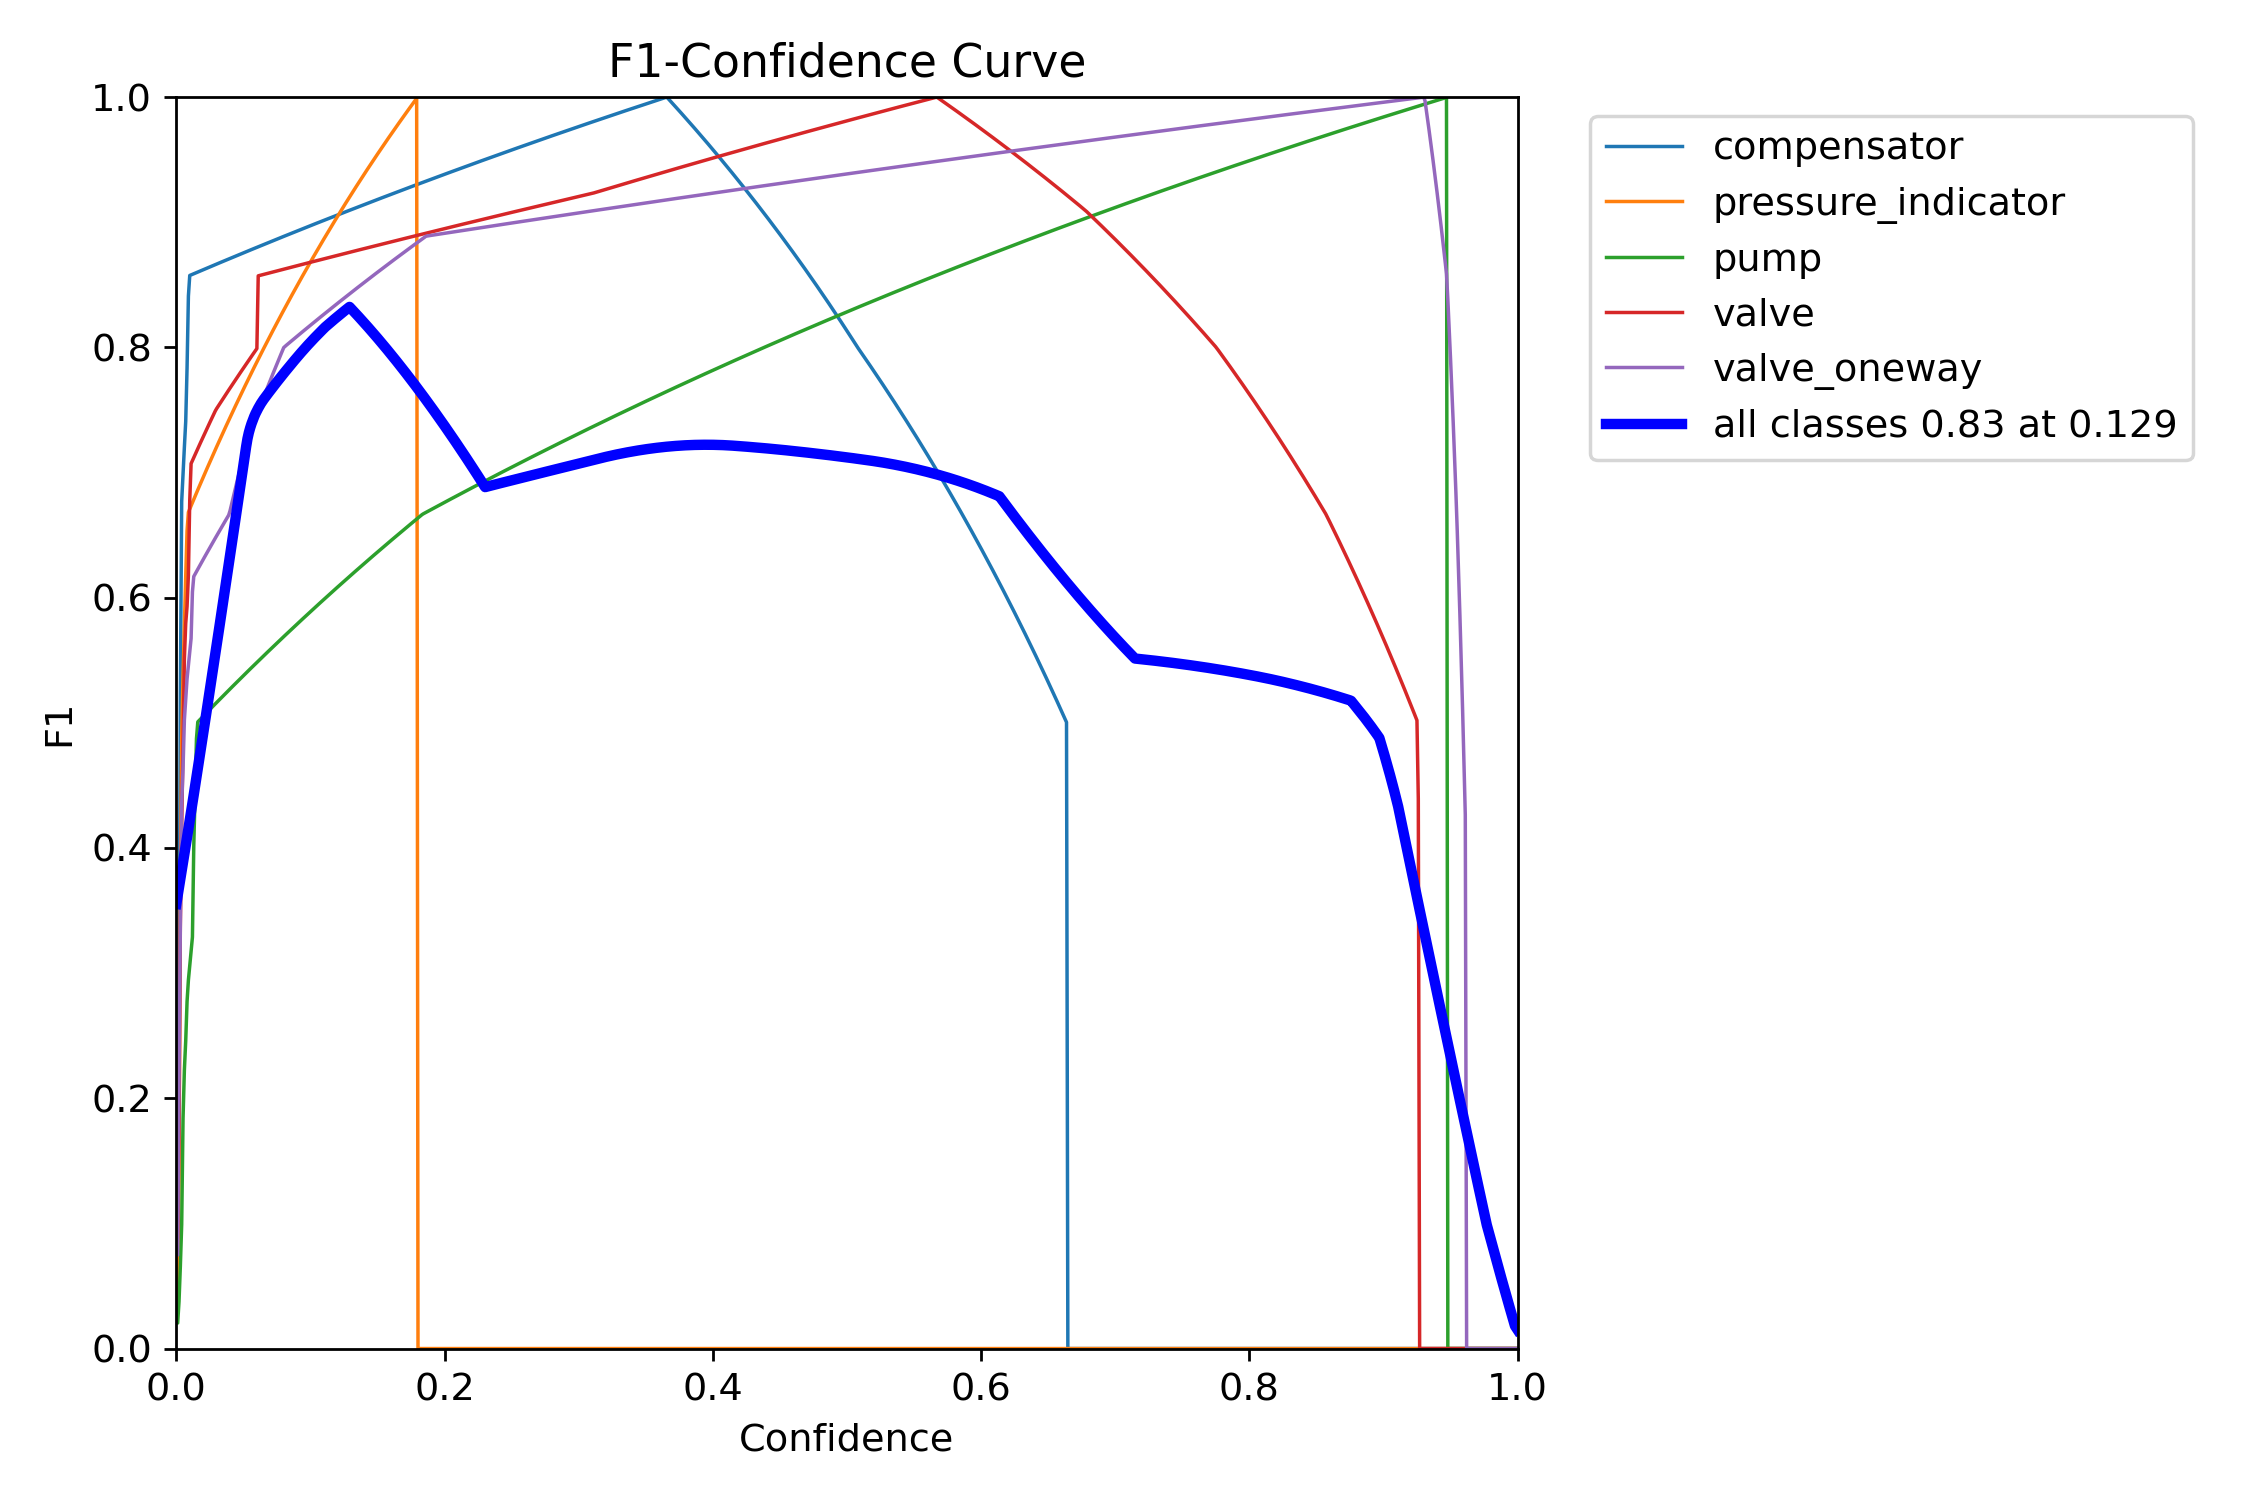 F1-Confidence Curve
1.0
0.8
0.6
0.4
0.2
0.0
F1
0.0 0.2 0.4 0.6 0.8 1.0
Confidence
compensator
pressure_indicator
pump
valve
valve_oneway
all classes 0.83 at 0.129